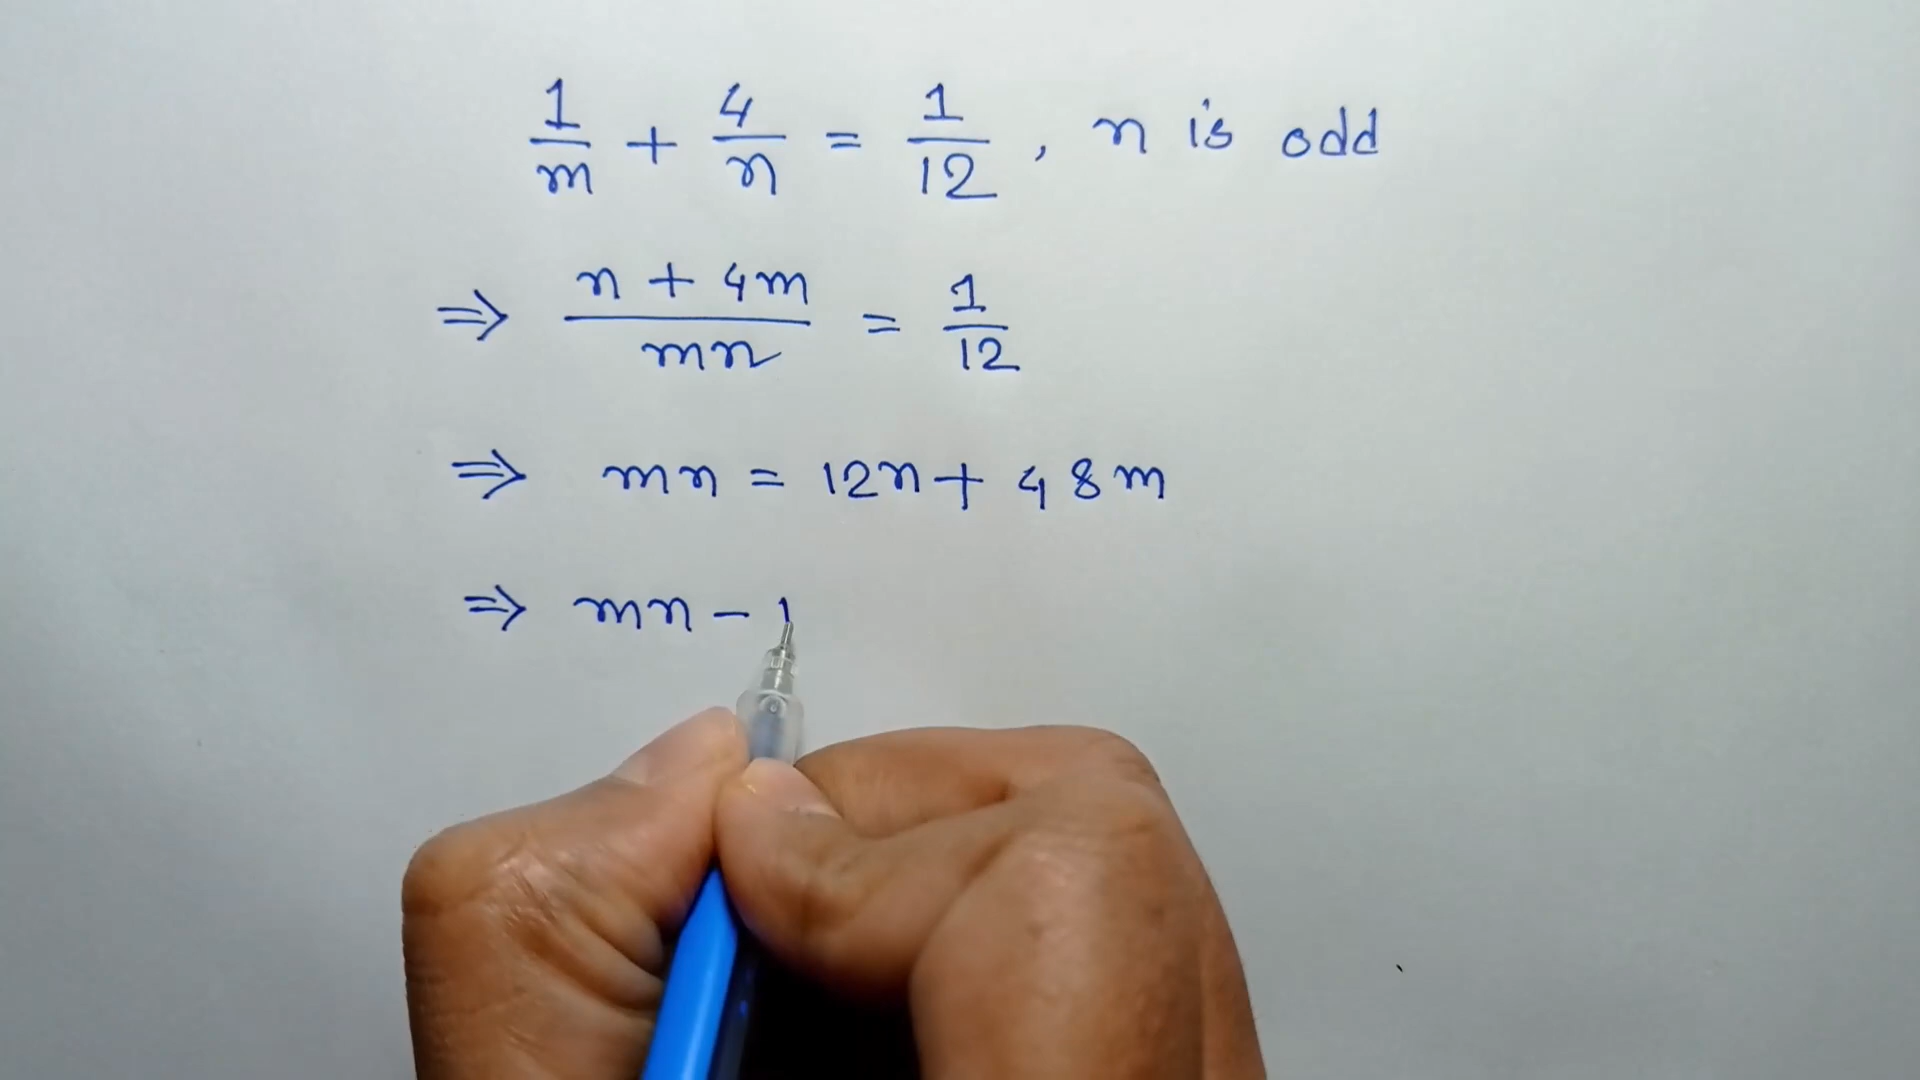 1/m + 4/n = 1/12 , n is odd
⇒ (n + 4m)/(mn) = 1/12
⇒ mn = 12n + 48m
⇒ mn - 1